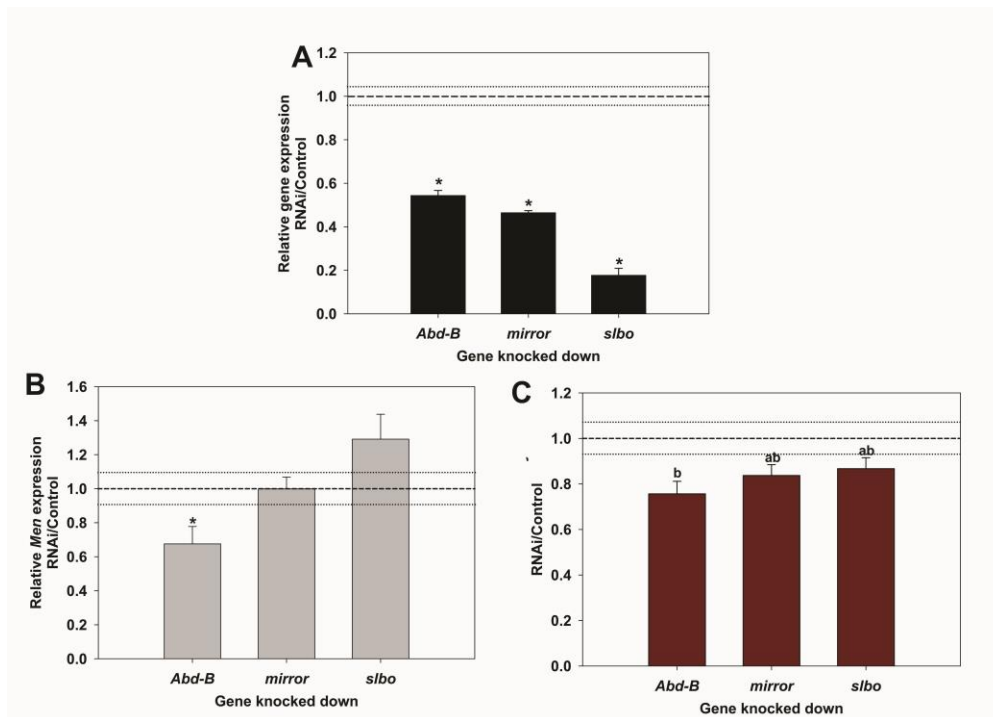 A
1.2
1.0
0.8
0.6
0.4
0.2
0.0
Relative gene expression
RNAi/Control
*
*
*
Abd-B mirror slbo
Gene knocked down
B
1.6
1.4
1.2
1.0
0.8
0.6
0.4
0.2
0.0
Relative Men expression
RNAi/Control
*
Abd-B mirror slbo
Gene knocked down
C
1.2
1.0
0.8
0.6
0.4
0.2
0.0
RNAi/Control
b ab ab
Abd-B mirror slbo
Gene knocked down